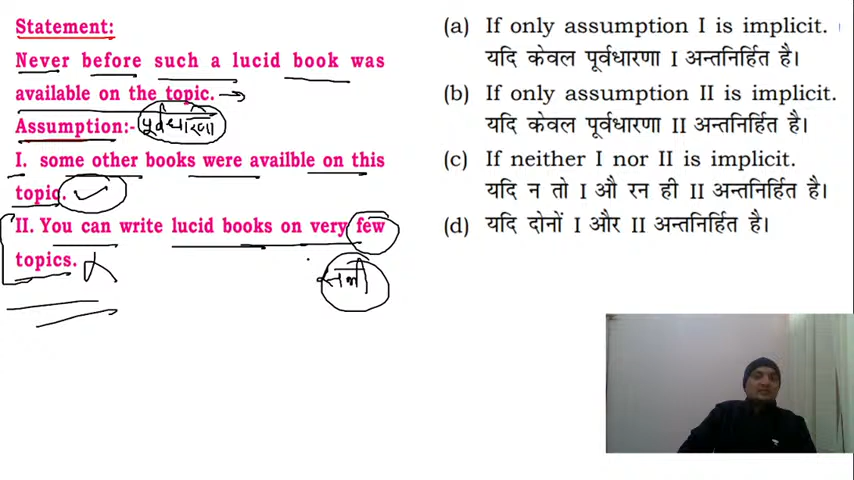 Statement:
Never before such a lucid book was
available on the topic.
Assumption:- पूर्वधारणा
I. some other books were availble on this
topic.
II. You can write lucid books on very few
topics.
सभी
(a) If only assumption I is implicit.
यदि केवल पूर्वधारणा I अन्तनिर्हित है।
(b) If only assumption II is implicit.
यदि केवल पूर्वधारणा II अन्तनिर्हित है।
(c) If neither I nor II is implicit.
यदि न तो I औ रन ही II अन्तनिर्हित है।
(d) यदि दोनों I और II अन्तनिर्हित है।